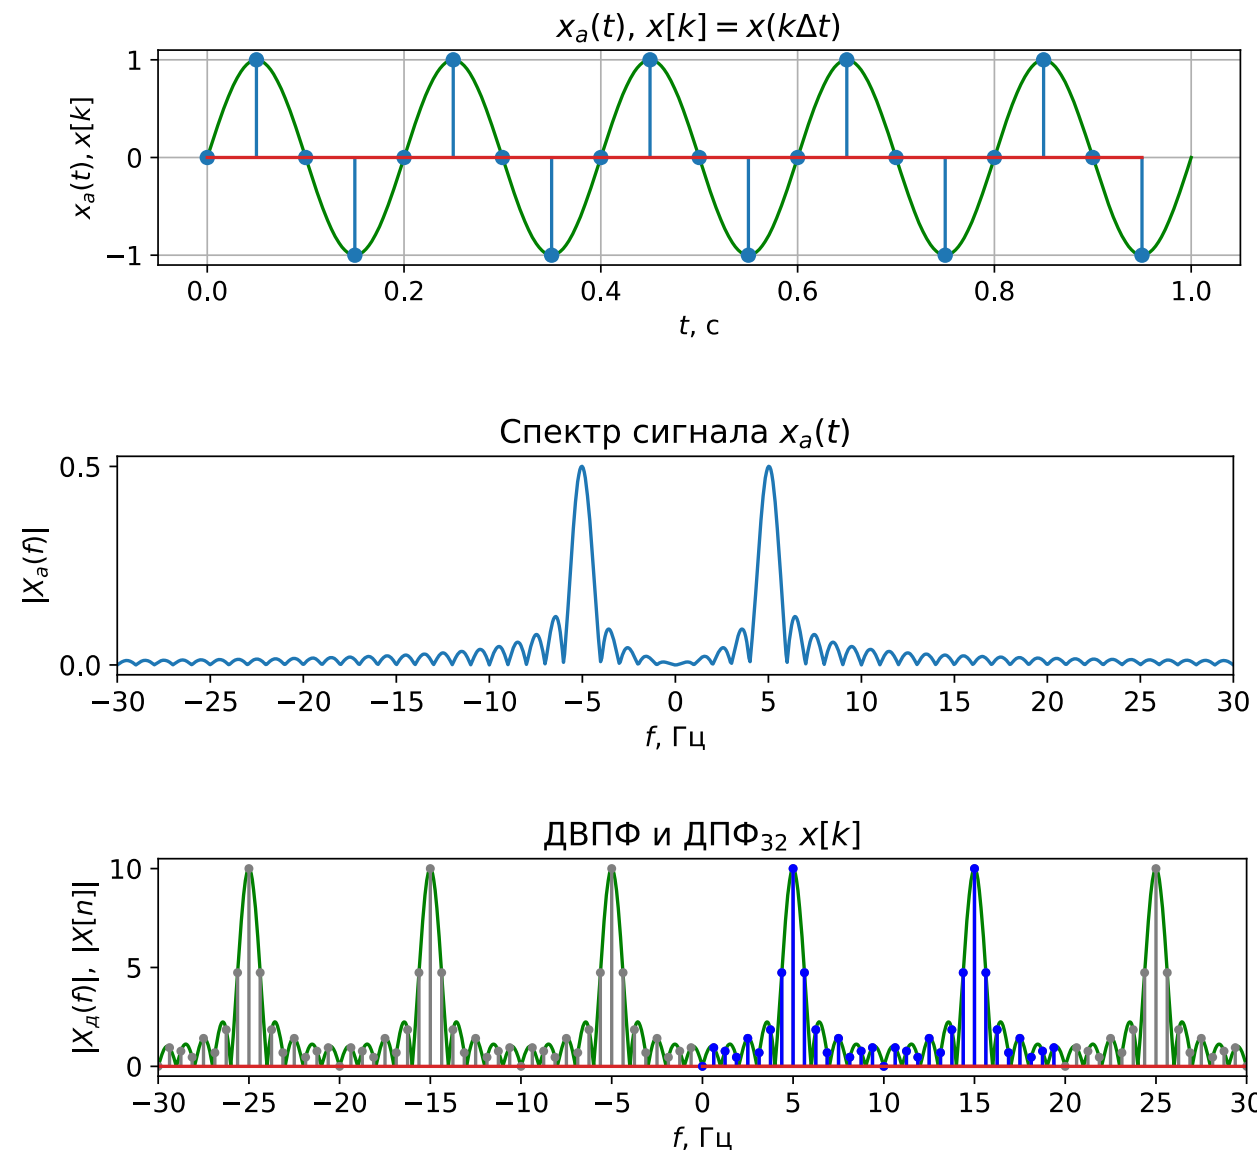 xₐ(t), x[k] = x(kΔt)
xₐ(t), x[k]
1
0
−1
0.0 0.2 0.4 0.6 0.8 1.0
t, с
Спектр сигнала xₐ(t)
|Xₐ(f)|
0.5
0.0
−30 −25 −20 −15 −10 −5 0 5 10 15 20 25 30
f, Гц
ДВПФ и ДПФ₃₂ x[k]
|X_д(f)|, |X[n]|
10
5
0
−30 −25 −20 −15 −10 −5 0 5 10 15 20 25 30
f, Гц